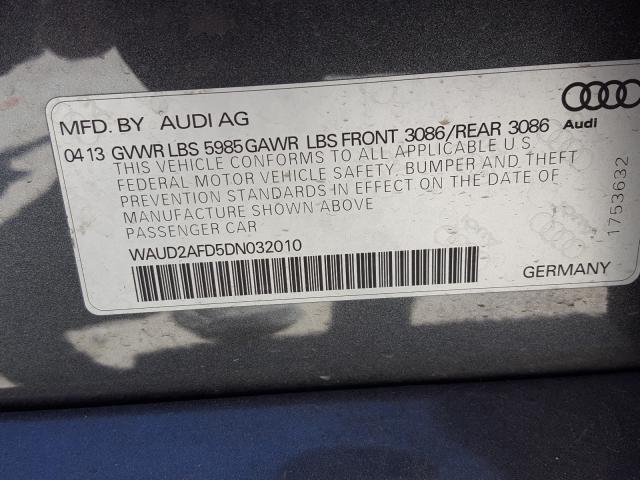 MFD. BY AUDI AG
Audi
04 13 GVWR LBS 5985 GAWR LBS FRONT 3086/REAR 3086
THIS VEHICLE CONFORMS TO ALL APPLICABLE U S
FEDERAL MOTOR VEHICLE SAFETY, BUMPER AND THEFT
PREVENTION STANDARDS IN EFFECT ON THE DATE OF
MANUFACTURE SHOWN ABOVE
PASSENGER CAR
WAUD2AFD5DN032010
GERMANY
1753632